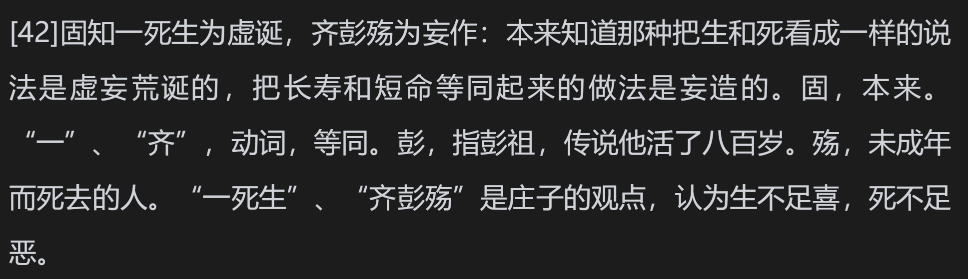 [42]固知一死生为虚诞，齐彭殇为妄作：本来知道那种把生和死看成一样的说
法是虚妄荒诞的，把长寿和短命等同起来的做法是妄造的。固，本来。
“一”、“齐”，动词，等同。彭，指彭祖，传说他活了八百岁。殇，未成年
而死去的人。“一死生”、“齐彭殇”是庄子的观点，认为生不足喜，死不足
恶。